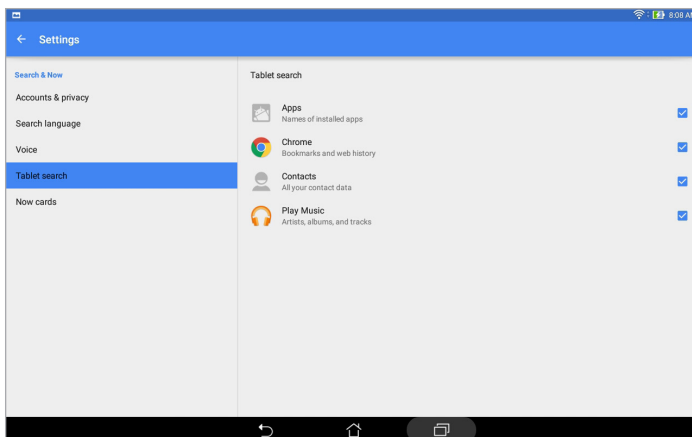 8:08 AM
Settings
Search & Now
Accounts & privacy
Search language
Voice
Tablet search
Now cards
Tablet search
Apps
Names of installed apps
Chrome
Bookmarks and web history
Contacts
All your contact data
Play Music
Artists, albums, and tracks